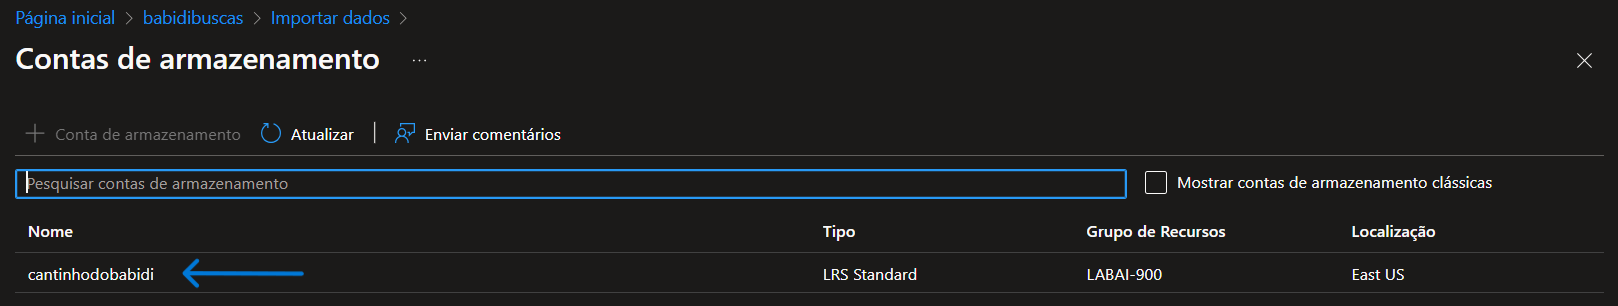 Página inicial > babidibuscas > Importar dados >
Contas de armazenamento ...
+ Conta de armazenamento Atualizar | Enviar comentários
Pesquisar contas de armazenamento Mostrar contas de armazenamento clássicas
Nome Tipo Grupo de Recursos Localização
cantinhodobabidi LRS Standard LABAI-900 East US